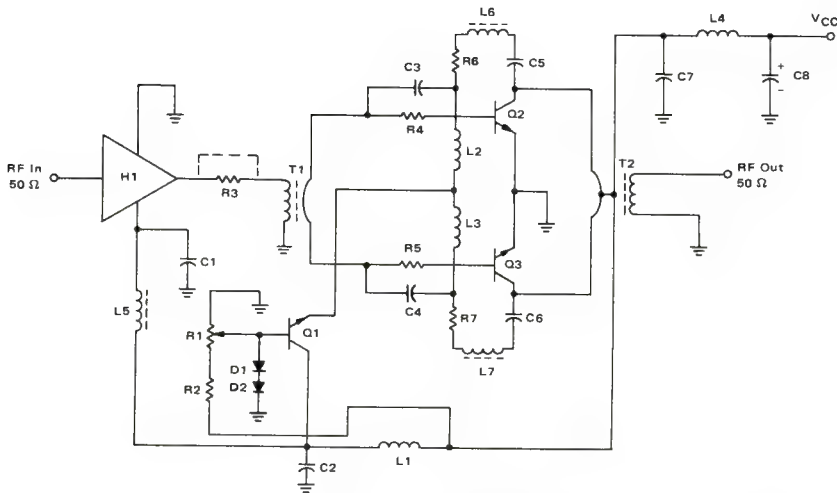 L6
L4
VCC
R6
C5
C3
C7
+
C8
–
Q2
R4
RF In
50 Ω
H1
T1
L2
T2
RF Out
50 Ω
R3
L3
R5
Q3
C1
C4
R7
C6
L5
Q1
R1
L7
D1
R2
D2
C2
L1